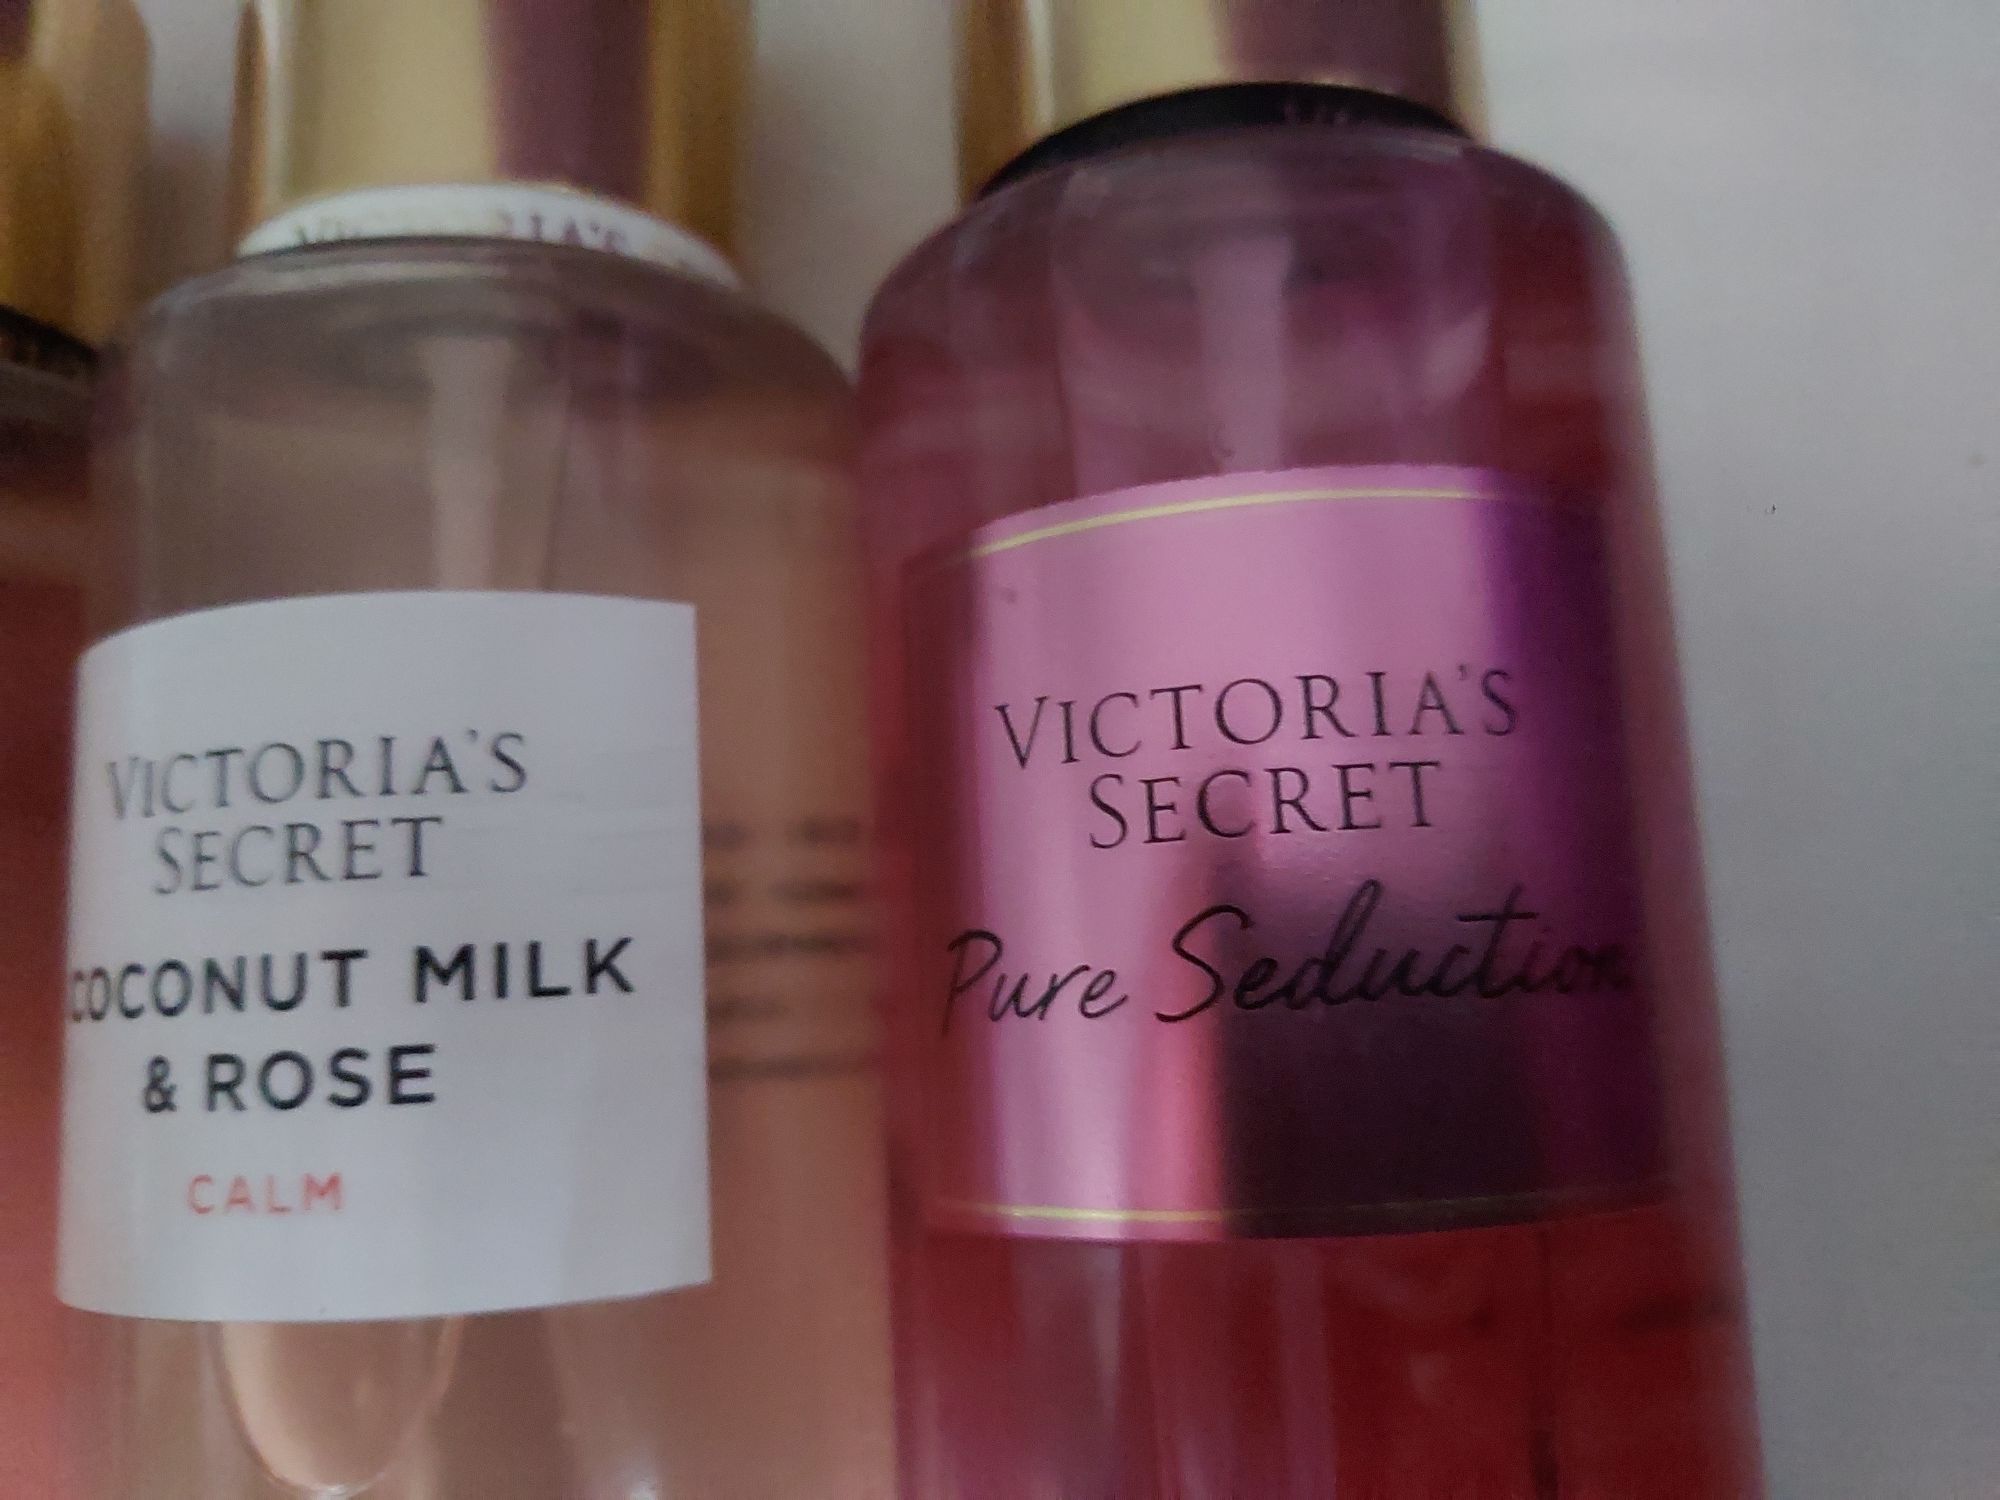 VICTORIA'S
SECRET
COCONUT MILK
& ROSE
CALM
VICTORIA'S
SECRET
Pure Seduction